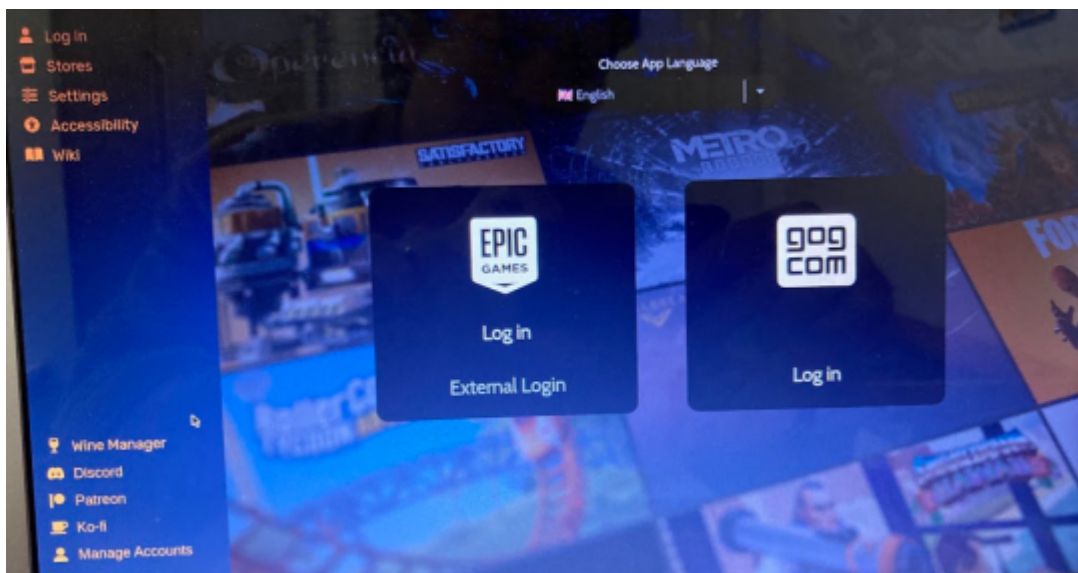 Log in
Stores
Settings
Accessibility
Wiki
Choose App Language
English
SATISFACTORY
METRO
EPIC
GAMES
Log in
External Login
gog
com
Log in
Wine Manager
Discord
Patreon
Ko-fi
Manage Accounts